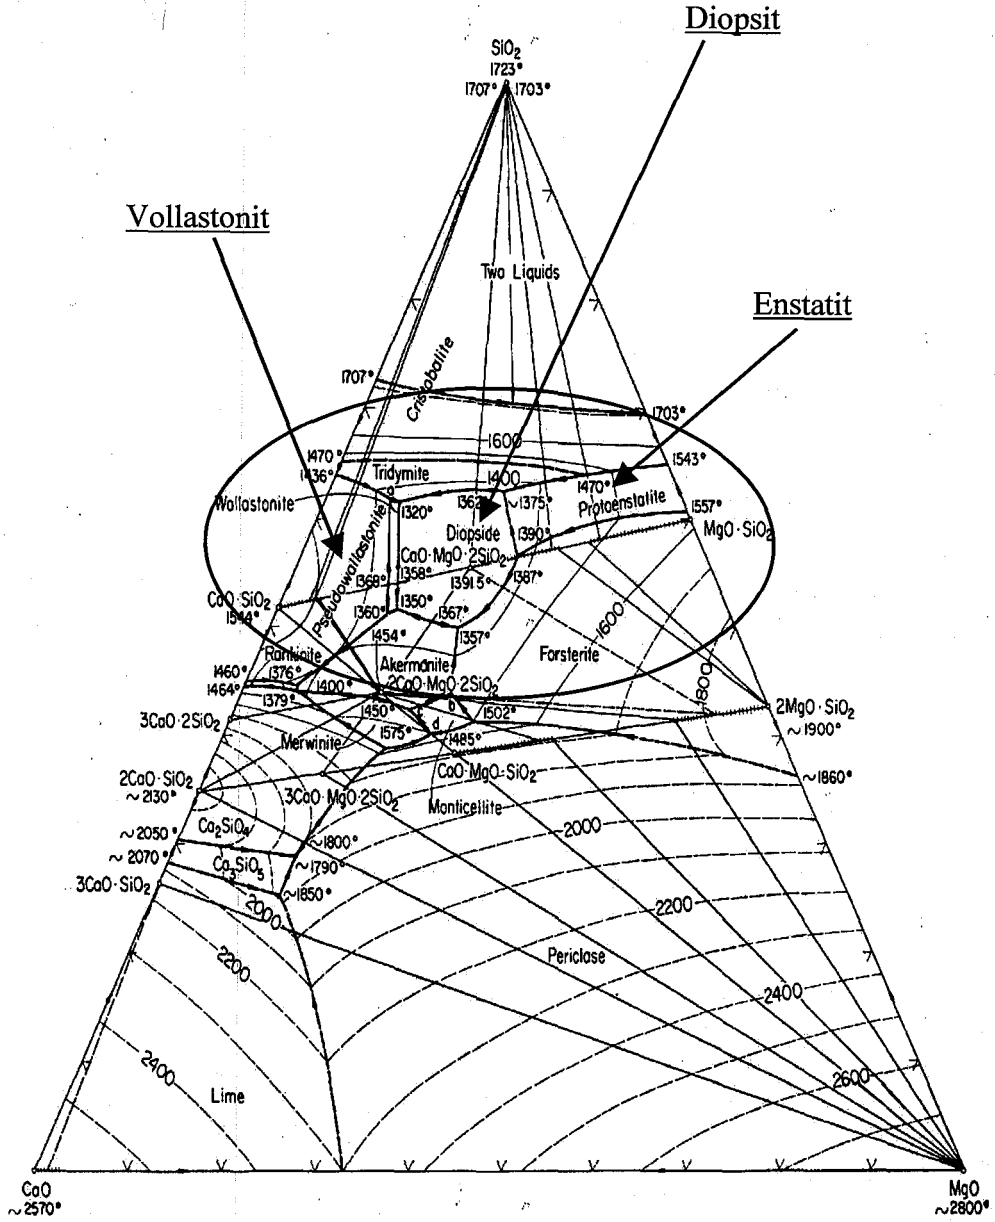 Diopsit
SiO₂
1723°
1707° 1703°
Vollastonit
Two Liquids
Enstatit
Cristobalite
1707°
1703°
1600
1470°
1436°
Tridymite
1400
1470°
1543°
Wollastonite
a
1320°
1362°
~1375°
Protoenstatite
1557°
MgO·SiO₂
Pseudowollastonite
Diopside
1390°
CaO·MgO·2SiO₂
1368°
1358°
1391.5°
1387°
CaO·SiO₂
1544°
1360°
1350°
1367°
1357°
1600
1454°
Rankinite
Akermanite
Forsterite
1460°
1464°
1376°
1400°
2CaO·MgO·2SiO₂
1800
1379°
1450°
b
1502°
2MgO·SiO₂
~1900°
3CaO·2SiO₂
Merwinite
1575°
d
1485°
CaO·MgO·SiO₂
~1860°
2CaO·SiO₂
~2130°
3CaO·MgO·2SiO₂
Monticellite
Ca₂SiO₄
~1800°
2000
~2050°
~2070°
Ca₃SiO₅
~1790°
3CaO·SiO₂
~1850°
2000
2200
2200
Periclase
2400
2400
2600
Lime
CaO
~2570°
MgO
~2800°